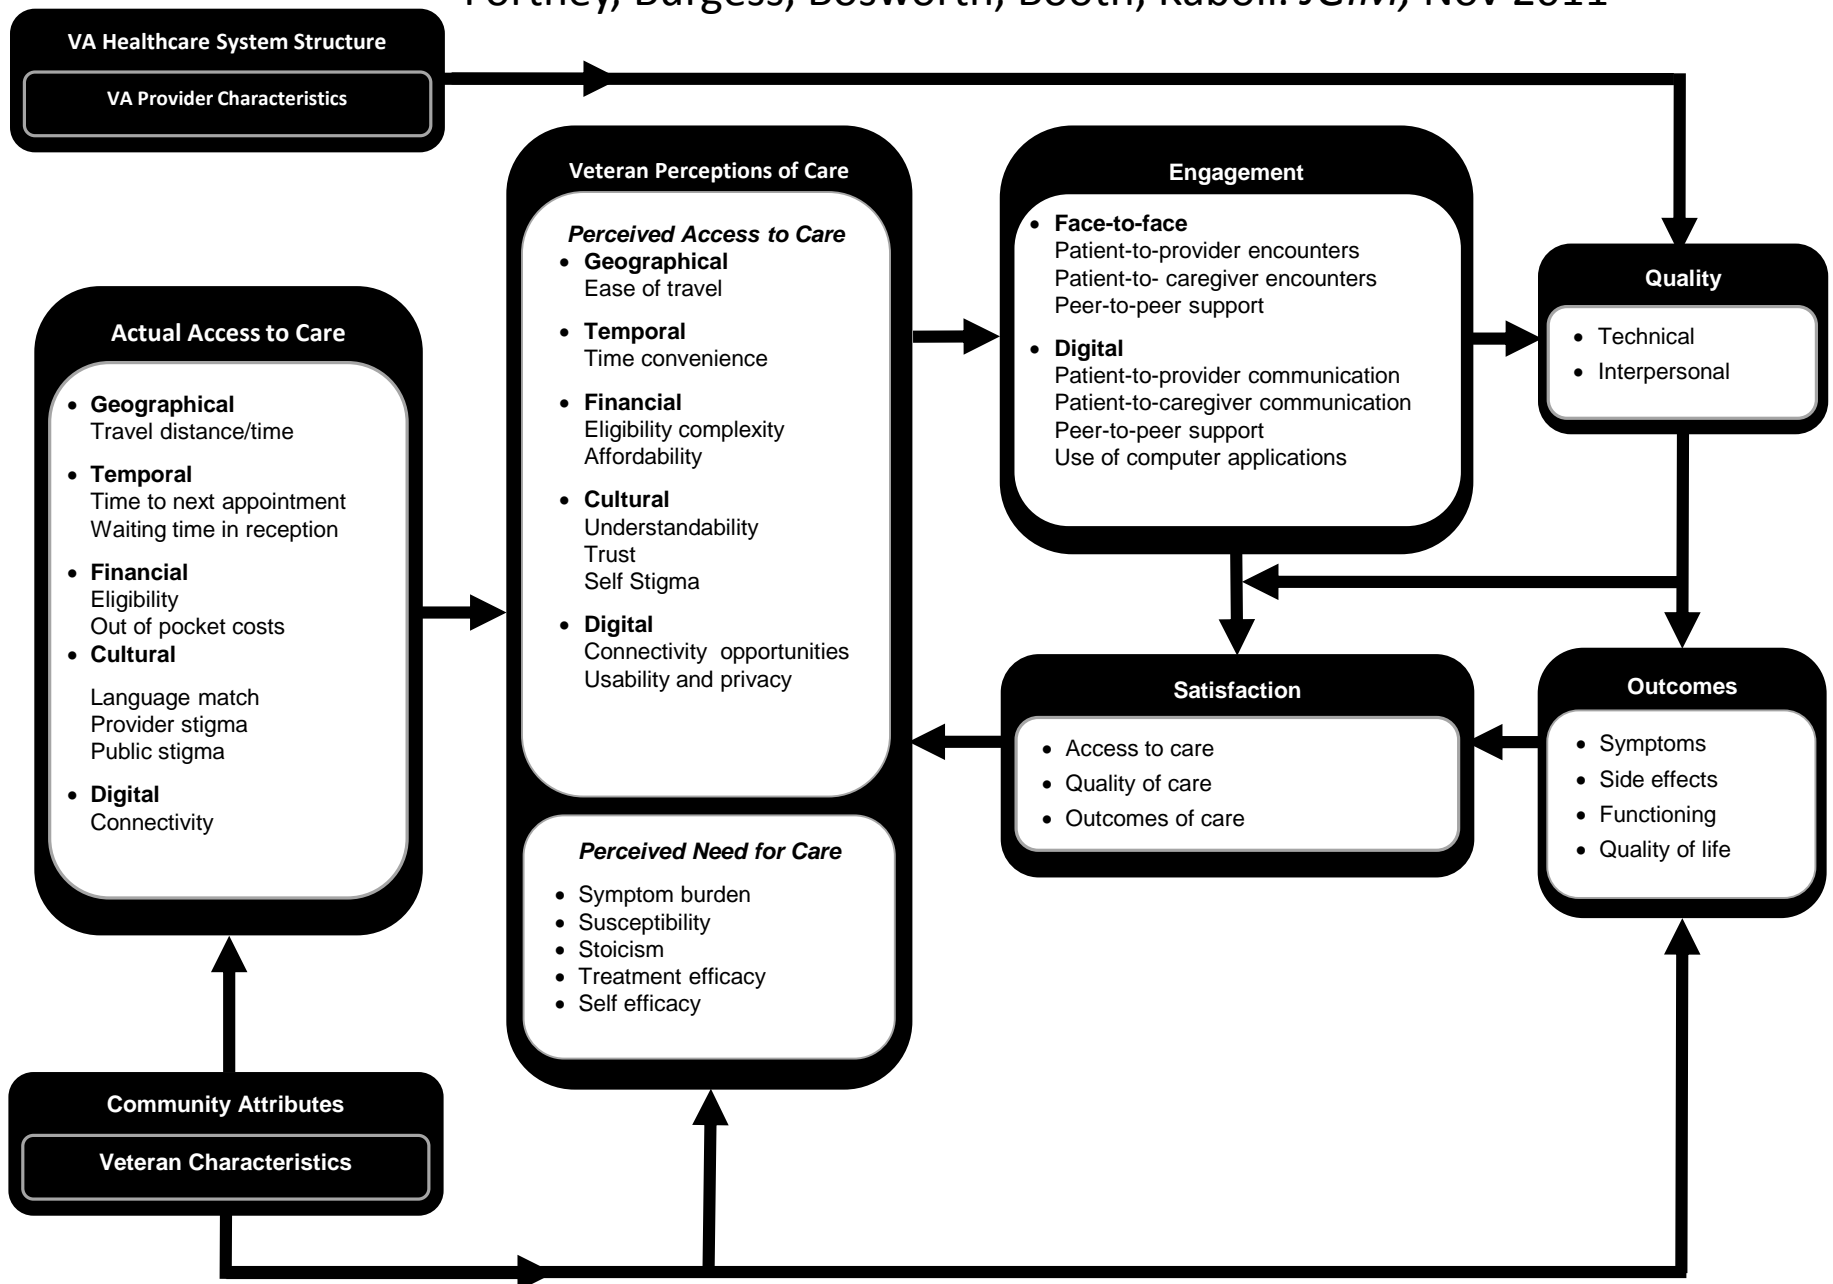 Fortney, Burgess, Bosworth, Booth, Kaboli. JGIM, Nov 2011
VA Healthcare System Structure
VA Provider Characteristics
Actual Access to Care
• Geographical
Travel distance/time
• Temporal
Time to next appointment
Waiting time in reception
• Financial
Eligibility
Out of pocket costs
• Cultural
Language match
Provider stigma
Public stigma
• Digital
Connectivity
Community Attributes
Veteran Characteristics
Veteran Perceptions of Care
Perceived Access to Care
• Geographical
Ease of travel
• Temporal
Time convenience
• Financial
Eligibility complexity
Affordability
• Cultural
Understandability
Trust
Self Stigma
• Digital
Connectivity opportunities
Usability and privacy
Perceived Need for Care
• Symptom burden
• Susceptibility
• Stoicism
• Treatment efficacy
• Self efficacy
Engagement
• Face-to-face
Patient-to-provider encounters
Patient-to- caregiver encounters
Peer-to-peer support
• Digital
Patient-to-provider communication
Patient-to-caregiver communication
Peer-to-peer support
Use of computer applications
Quality
• Technical
• Interpersonal
Satisfaction
• Access to care
• Quality of care
• Outcomes of care
Outcomes
• Symptoms
• Side effects
• Functioning
• Quality of life